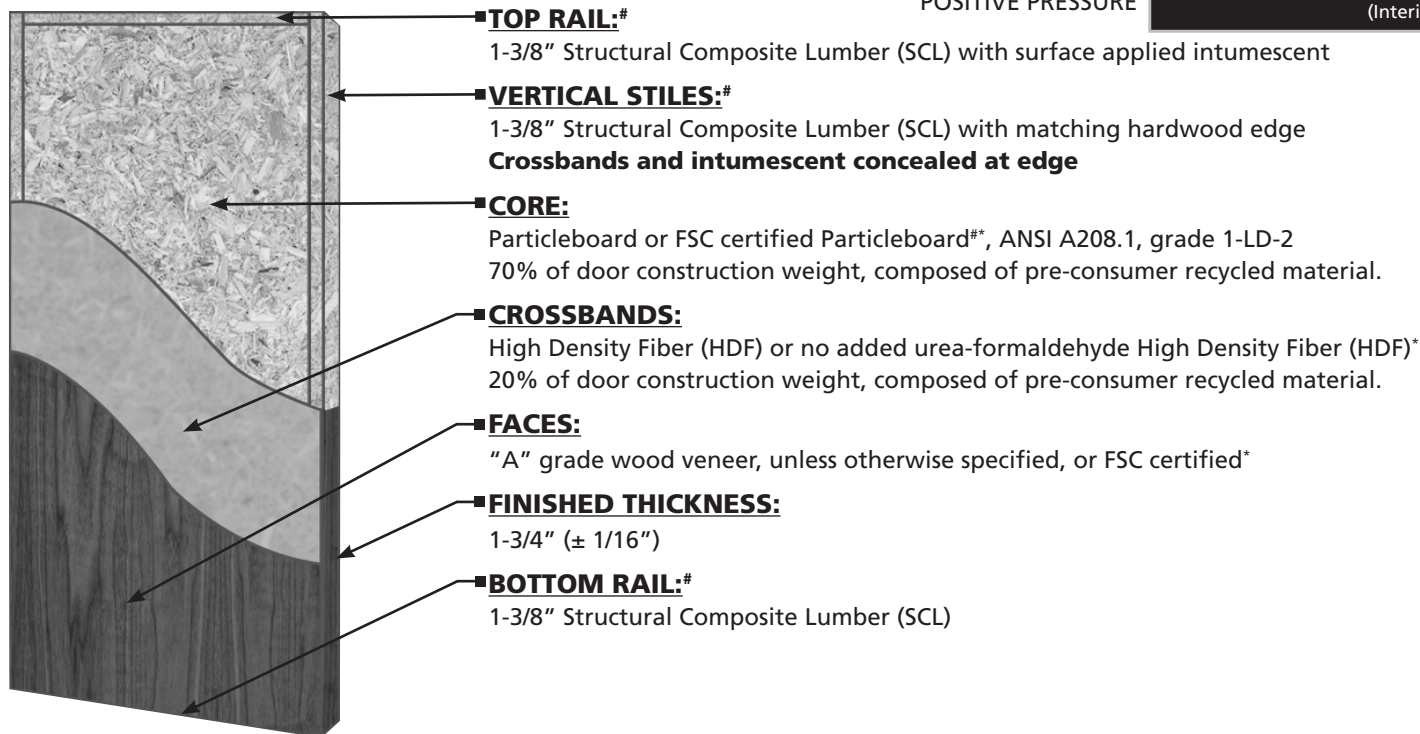 POSITIVE PRESSURE
(Interi
TOP RAIL:#
1-3/8" Structural Composite Lumber (SCL) with surface applied intumescent
VERTICAL STILES:#
1-3/8" Structural Composite Lumber (SCL) with matching hardwood edge
Crossbands and intumescent concealed at edge
CORE:
Particleboard or FSC certified Particleboard#*, ANSI A208.1, grade 1-LD-2
70% of door construction weight, composed of pre-consumer recycled material.
CROSSBANDS:
High Density Fiber (HDF) or no added urea-formaldehyde High Density Fiber (HDF)*
20% of door construction weight, composed of pre-consumer recycled material.
FACES:
“A” grade wood veneer, unless otherwise specified, or FSC certified*
FINISHED THICKNESS:
1-3/4" (± 1/16")
BOTTOM RAIL:#
1-3/8" Structural Composite Lumber (SCL)